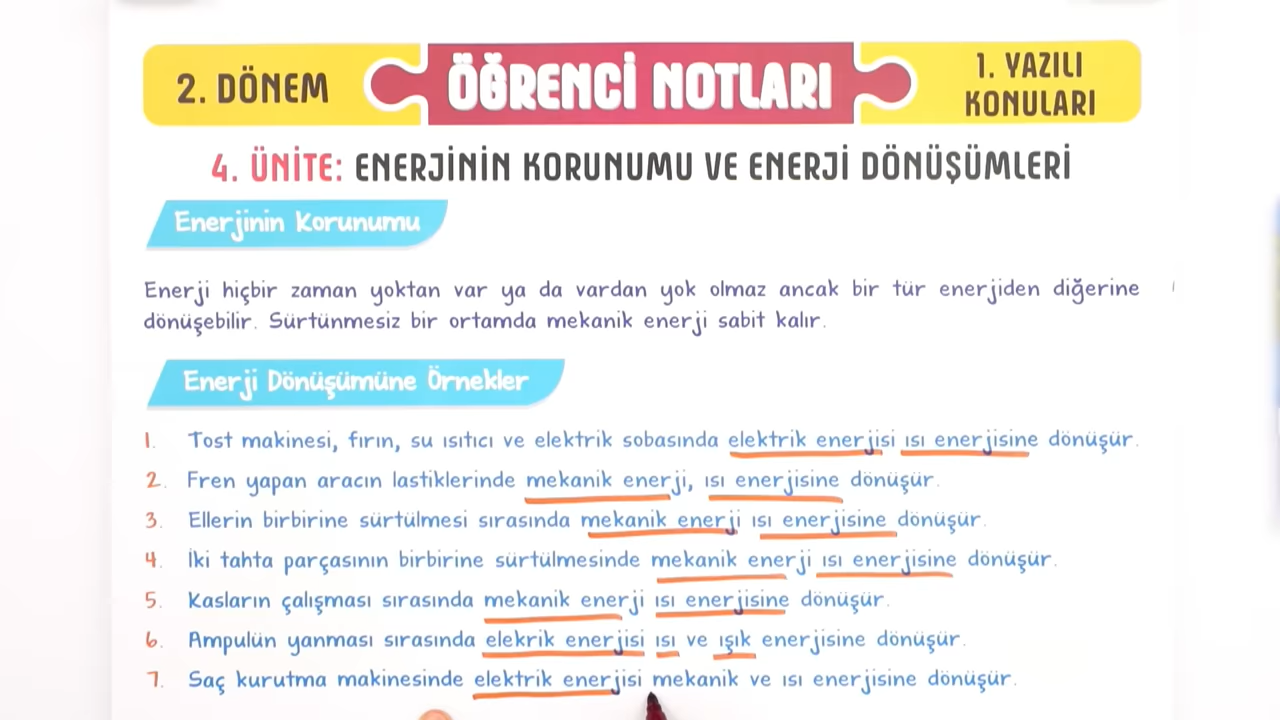 2. DÖNEM
ÖĞRENCİ NOTLARI
1. YAZILI
KONULARI
4. ÜNİTE: ENERJİNİN KORUNUMU VE ENERJİ DÖNÜŞÜMLERİ
Enerjinin Korunumu
Enerji hiçbir zaman yoktan var ya da vardan yok olmaz ancak bir tür enerjiden diğerine
dönüşebilir. Sürtünmesiz bir ortamda mekanik enerji sabit kalır.
Enerji Dönüşümüne Örnekler
1. Tost makinesi, fırın, su ısıtıcı ve elektrik sobasında elektrik enerjisi ısı enerjisine dönüşür.
2. Fren yapan aracın lastiklerinde mekanik enerji, ısı enerjisine dönüşür.
3. Ellerin birbirine sürtülmesi sırasında mekanik enerji ısı enerjisine dönüşür.
4. İki tahta parçasının birbirine sürtülmesinde mekanik enerji ısı enerjisine dönüşür.
5. Kasların çalışması sırasında mekanik enerji ısı enerjisine dönüşür.
6. Ampulün yanması sırasında elekrik enerjisi ısı ve ışık enerjisine dönüşür.
7. Saç kurutma makinesinde elektrik enerjisi mekanik ve ısı enerjisine dönüşür.